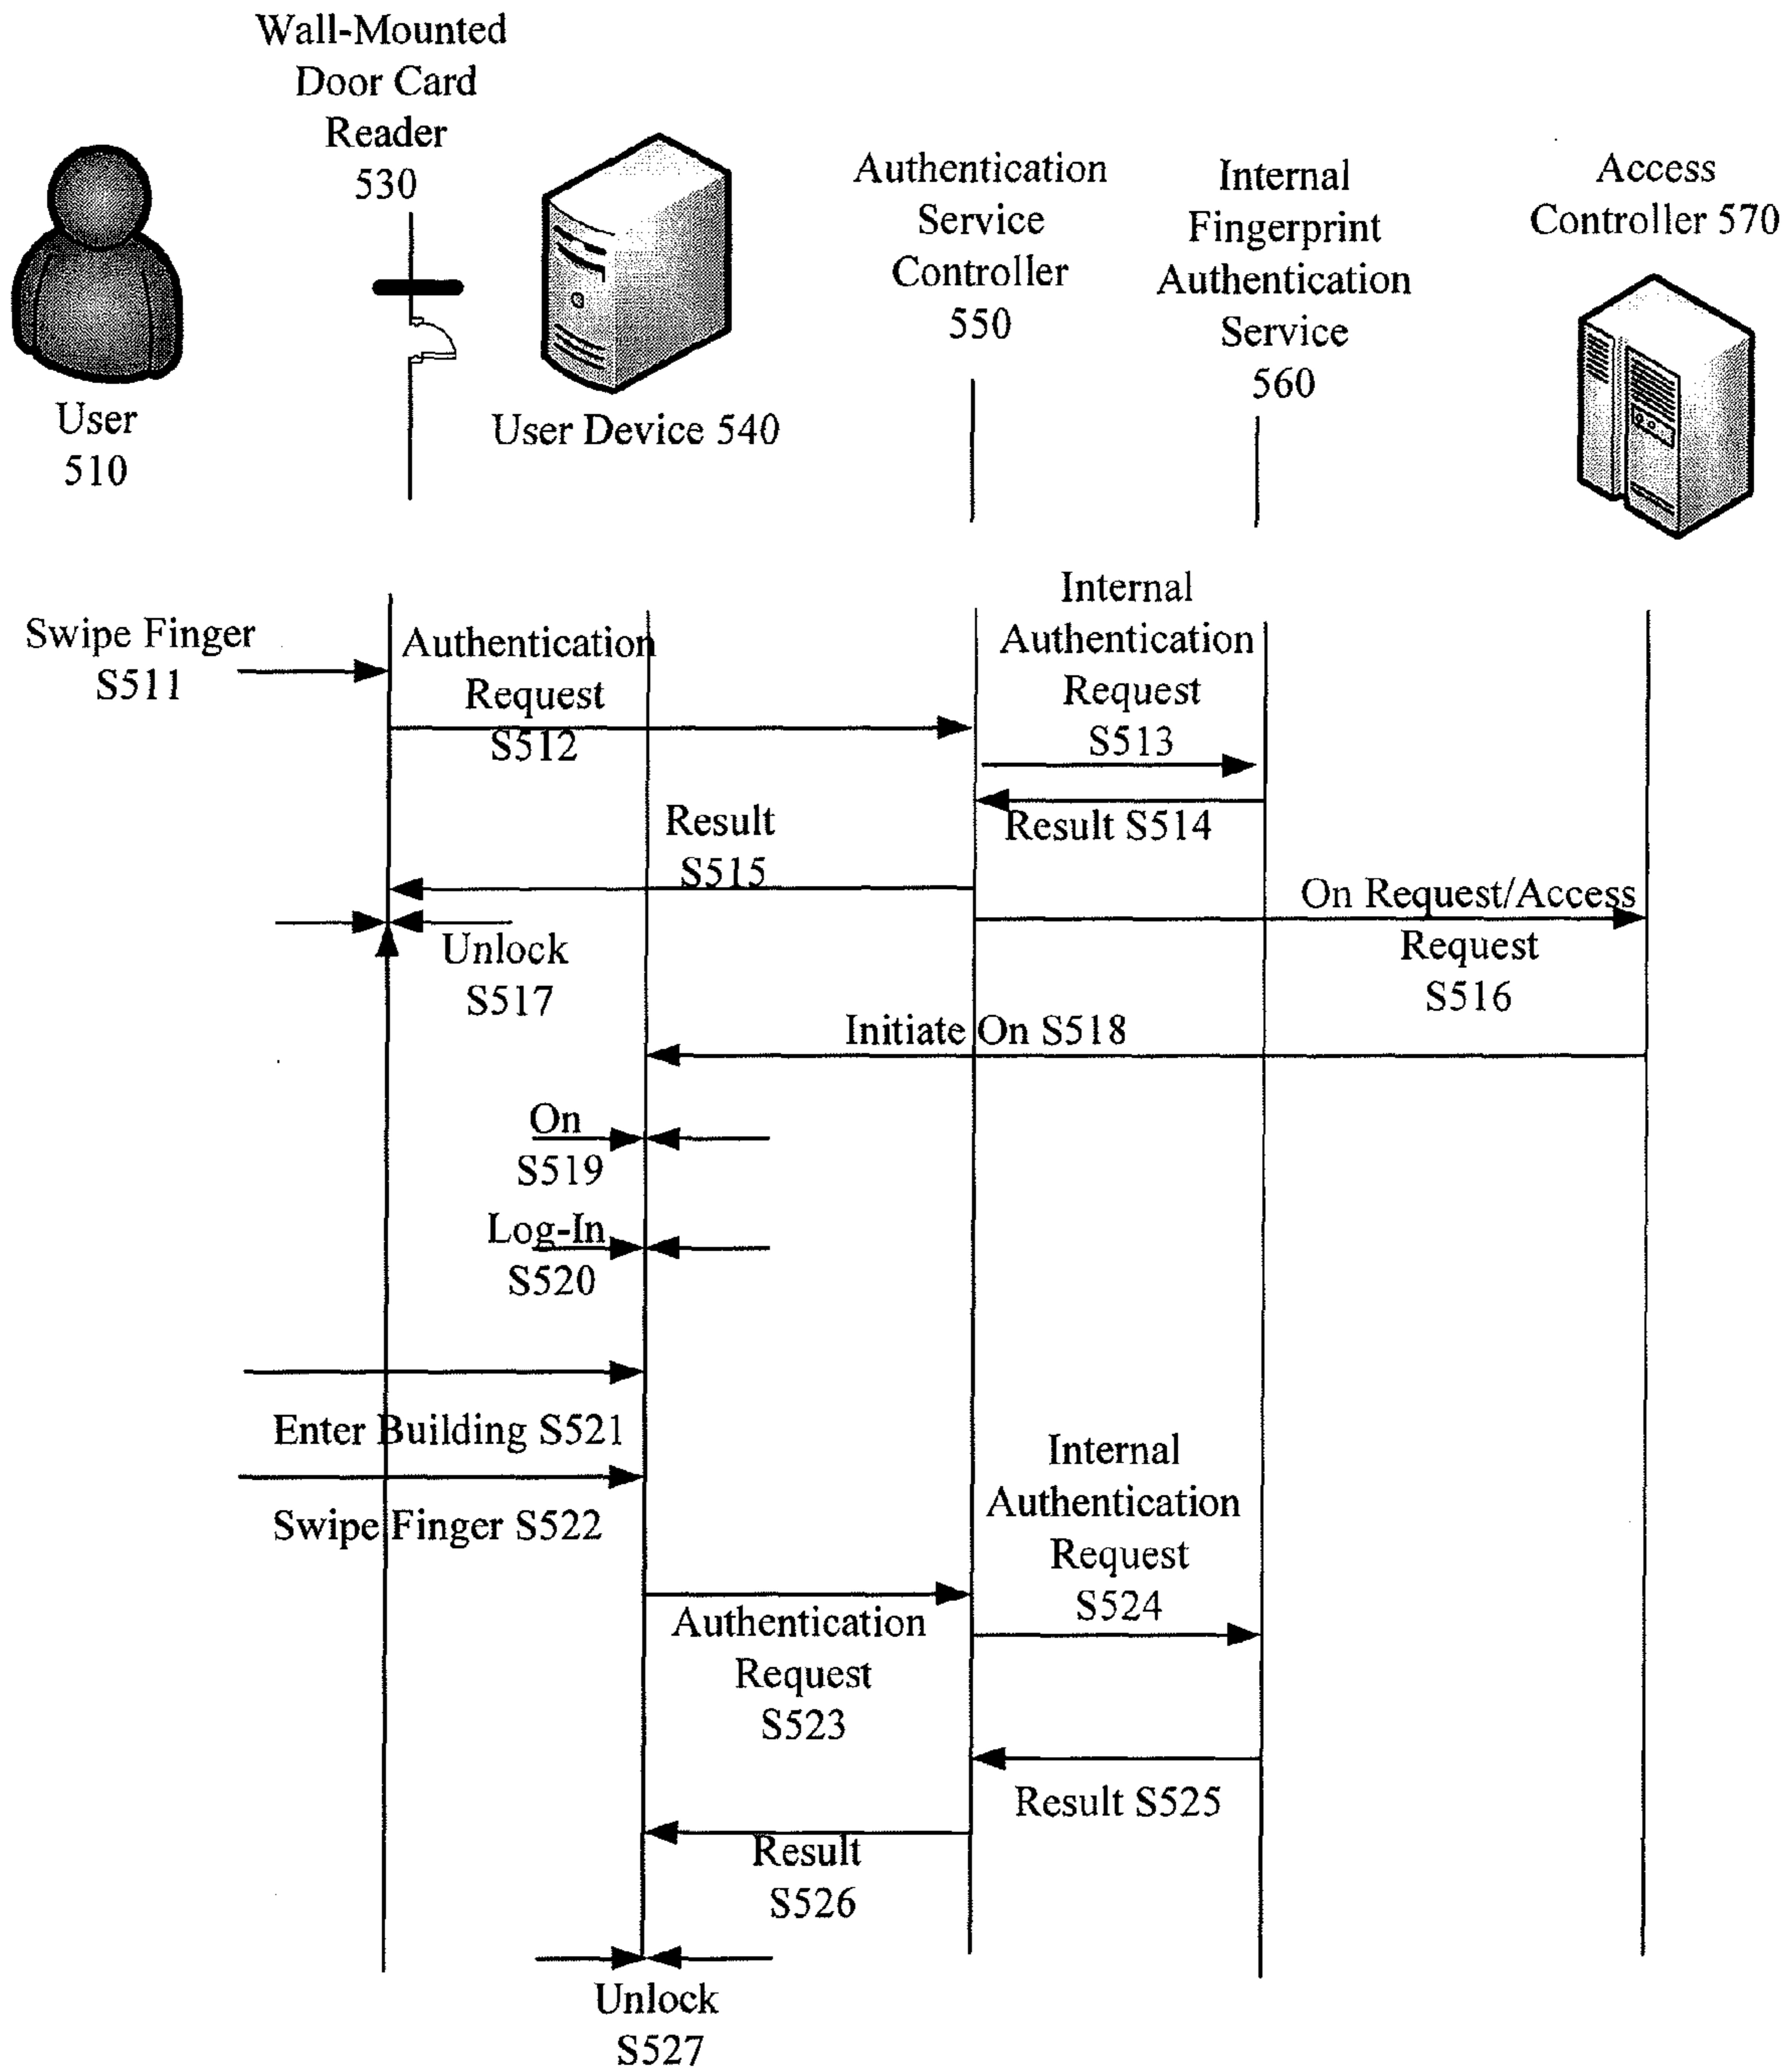 Wall-Mounted
Door Card
Reader
530
User
510
User Device 540
Authentication
Service
Controller
550
Internal
Fingerprint
Authentication
Service
560
Access
Controller 570
Swipe Finger
S511
Authentication
Request
S512
Internal
Authentication
Request
S513
Result S514
Result
S515
On Request/Access
Request
S516
Unlock
S517
Initiate On S518
On
S519
Log-In
S520
Enter Building S521
Swipe Finger S522
Authentication
Request
S523
Internal
Authentication
Request
S524
Result S525
Result
S526
Unlock
S527